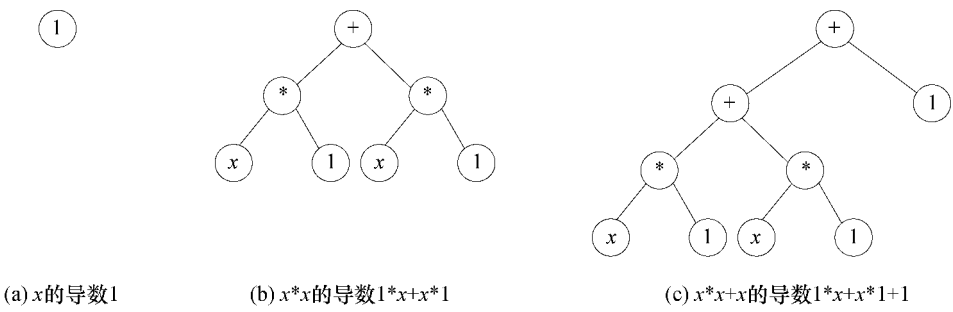 1
+
* *
x 1 x 1
+
+ 1
* *
x 1 x 1
(a) x的导数1
(b) x*x的导数1*x+x*1
(c) x*x+x的导数1*x+x*1+1